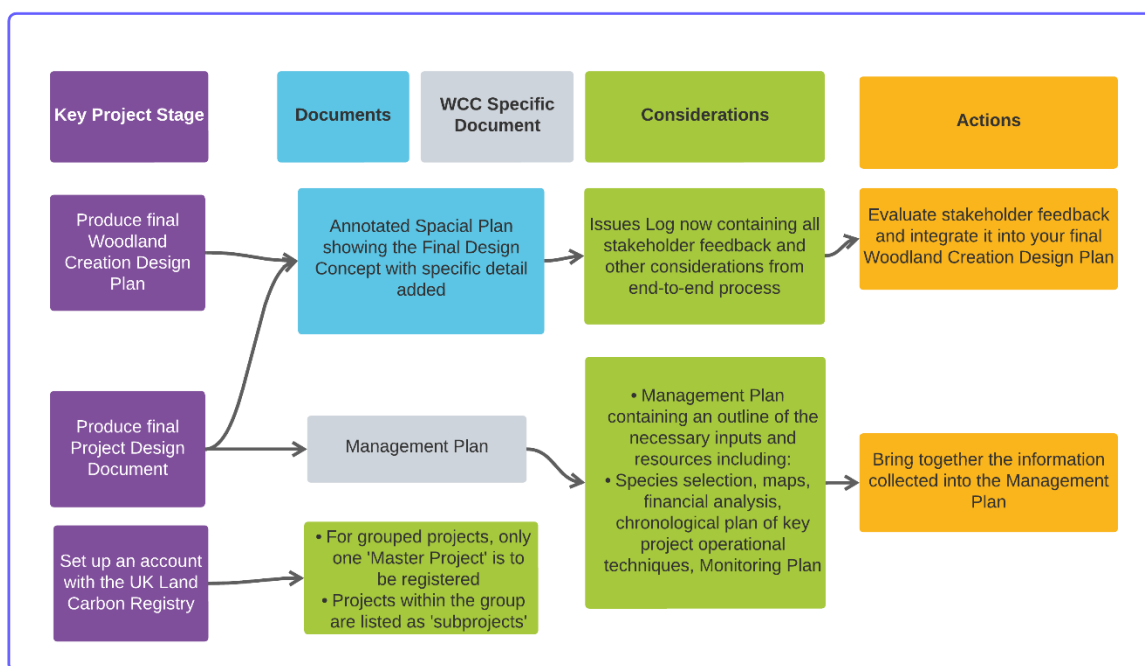 Key Project Stage
Documents
WCC Specific
Document
Considerations
Actions
Produce final
Woodland
Creation Design
Plan
Annotated Spacial Plan
showing the Final Design
Concept with specific detail
added
Issues Log now containing all
stakeholder feedback and
other considerations from
end-to-end process
Evaluate stakeholder feedback
and integrate it into your final
Woodland Creation Design Plan
Produce final
Project Design
Document
Management Plan
• Management Plan
containing an outline of the
necessary inputs and
resources including:
• Species selection, maps,
financial analysis,
chronological plan of key
project operational
techniques, Monitoring Plan
Bring together the information
collected into the Management
Plan
Set up an account
with the UK Land
Carbon Registry
• For grouped projects, only
one 'Master Project' is to
be registered
• Projects within the group
are listed as 'subprojects'